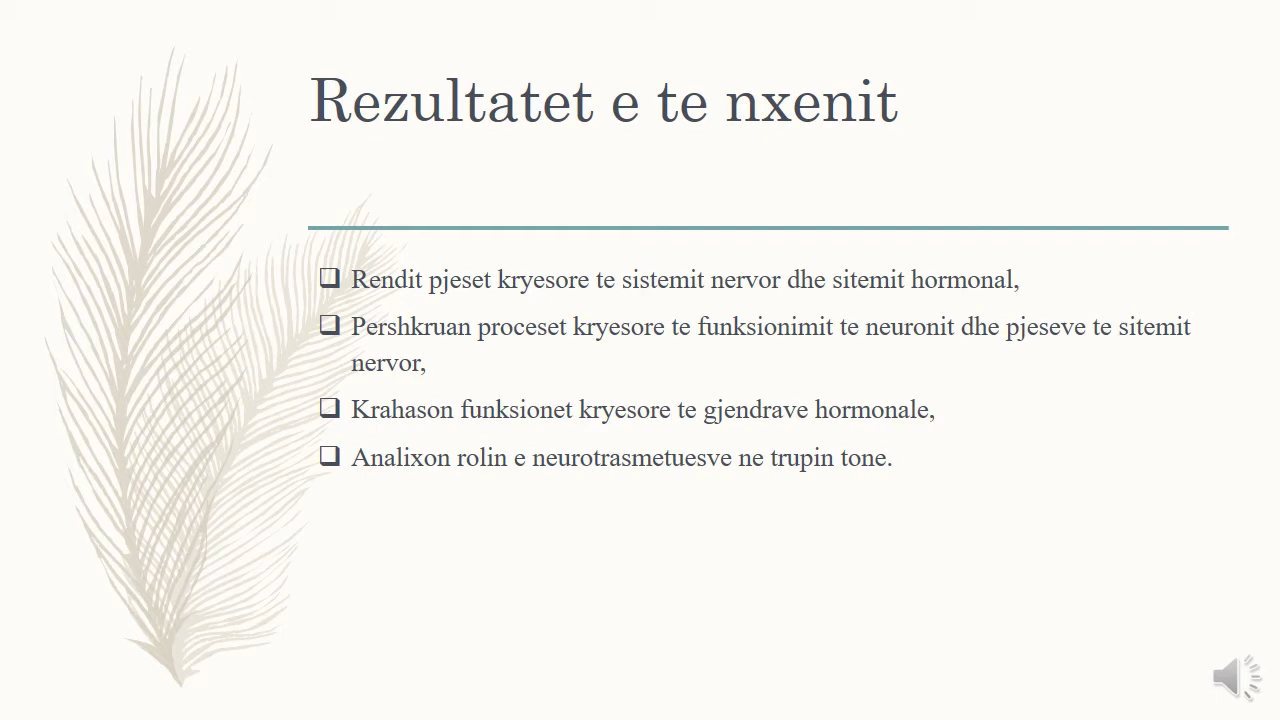 Rezultatet e te nxenit
❑ Rendit pjeset kryesore te sistemit nervor dhe sitemit hormonal,
❑ Pershkruan proceset kryesore te funksionimit te neuronit dhe pjeseve te sitemit
nervor,
❑ Krahason funksionet kryesore te gjendrave hormonale,
❑ Analixon rolin e neurotrasmetuesve ne trupin tone.